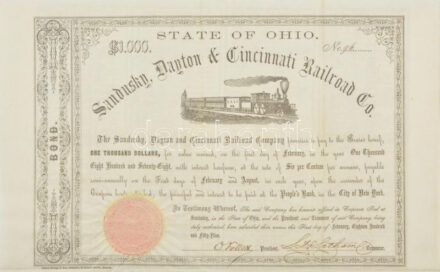 STATE OF OHIO.
$1,000. No 96
Sandusky, Dayton & Cincinnati Railroad Co.
BOND
The Sandusky, Dayton and Cincinnati Railroad Company promises to pay to the Bearer hereof,
ONE THOUSAND DOLLARS, for value received, on the first day of February, in the year One Thousand
Eight Hundred and Seventy-Eight, with interest thereon, at the rate of Six per Centum per annum, payable
semi-annually on the First days of February and August, in each year, upon the surrender of the
Coupons hereto the principal and interest to be paid at the People's Bank, in the City of New York.
In Testimony Whereof, The said Company has hereunto affixed its Corporate Seal at
Sandusky, in the State of Ohio, and the President and Treasurer of said Company, being
duly authorized have subscribed their names this first day of February, Eighteen Hundred
and Fifty-Eight.
President. Treasurer.